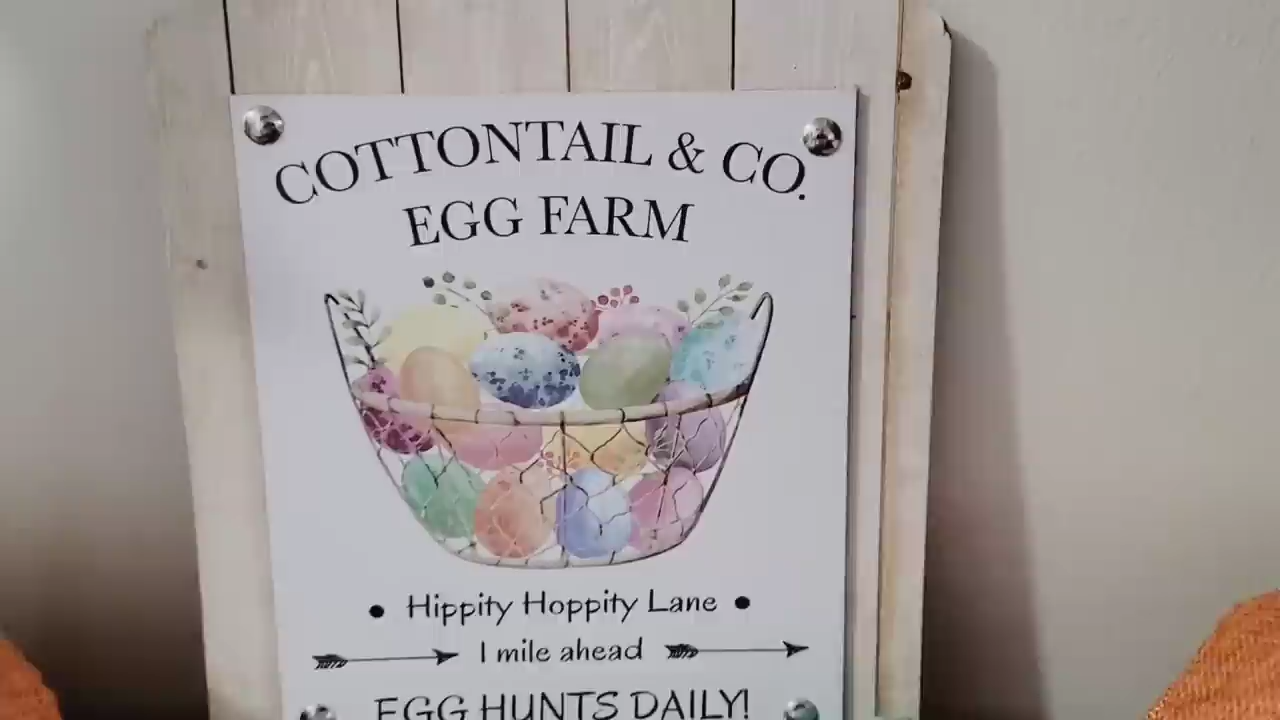 COTTONTAIL & CO.
EGG FARM
• Hippity Hoppity Lane •
1 mile ahead
EGG HUNTS DAILY!